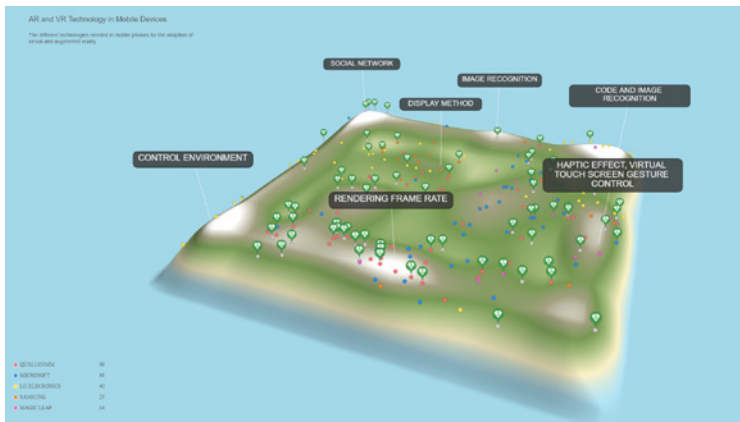 AR and VR Technology in Mobile Devices
The different technologies needed in mobile phones for the adoption of
virtual and augmented reality
SOCIAL NETWORK
IMAGE RECOGNITION
CODE AND IMAGE
RECOGNITION
DISPLAY METHOD
CONTROL ENVIRONMENT
HAPTIC EFFECT, VIRTUAL
TOUCH SCREEN GESTURE
CONTROL
RENDERING FRAME RATE
QUALCOMM
MICROSOFT
LG ELECTRONICS
SAMSUNG
MAGIC LEAP